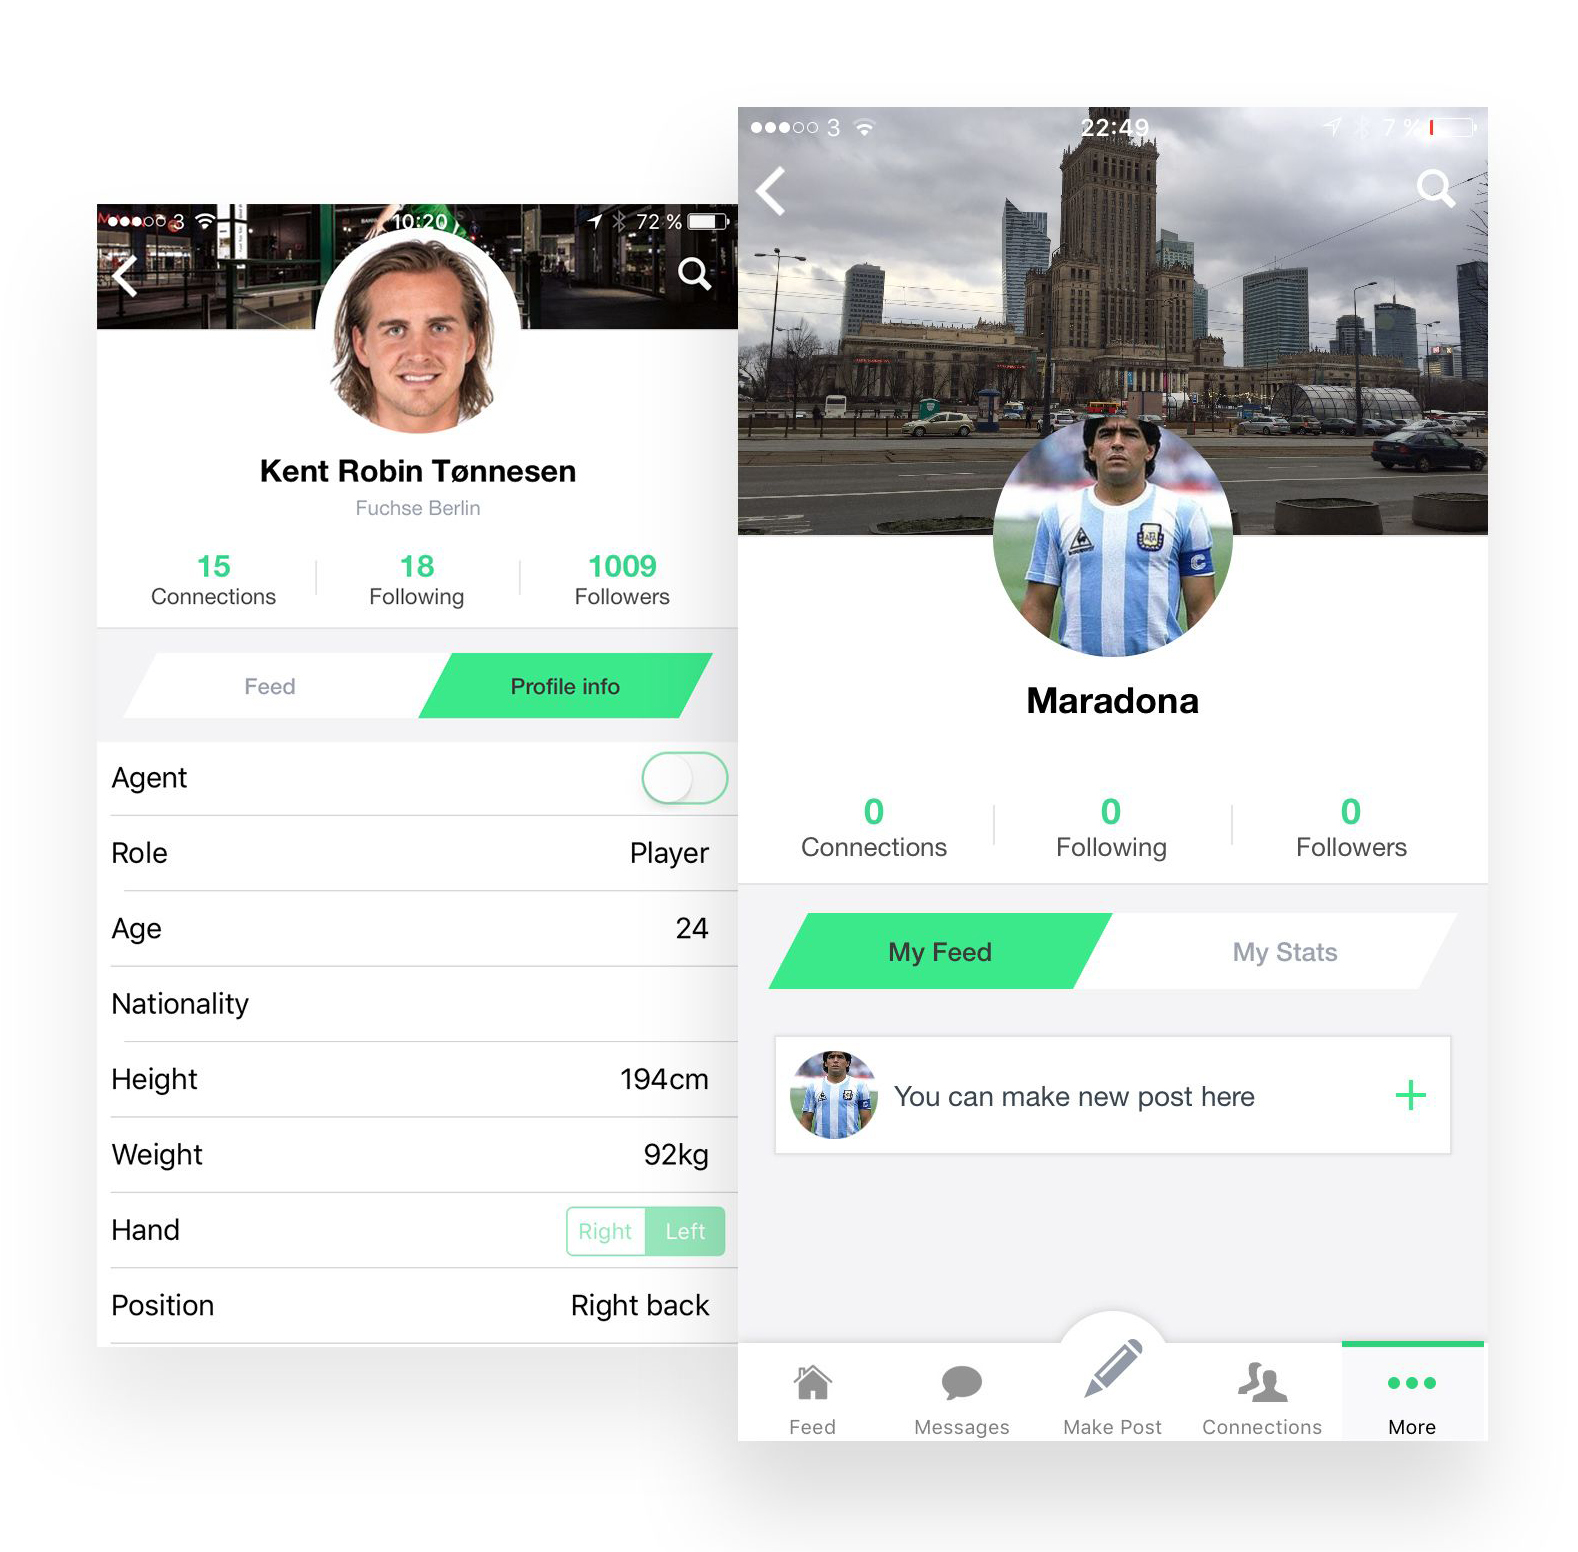 3
10:20
72 %
Kent Robin Tønnesen
Fuchse Berlin
15 18 1009
Connections Following Followers
Feed Profile info
Agent
Role Player
Age 24
Nationality
Height 194cm
Weight 92kg
Hand Right Left
Position Right back
3 22:49 7 %
AFA
C
Maradona
0 0 0
Connections Following Followers
My Feed My Stats
You can make new post here
Feed Messages Make Post Connections More